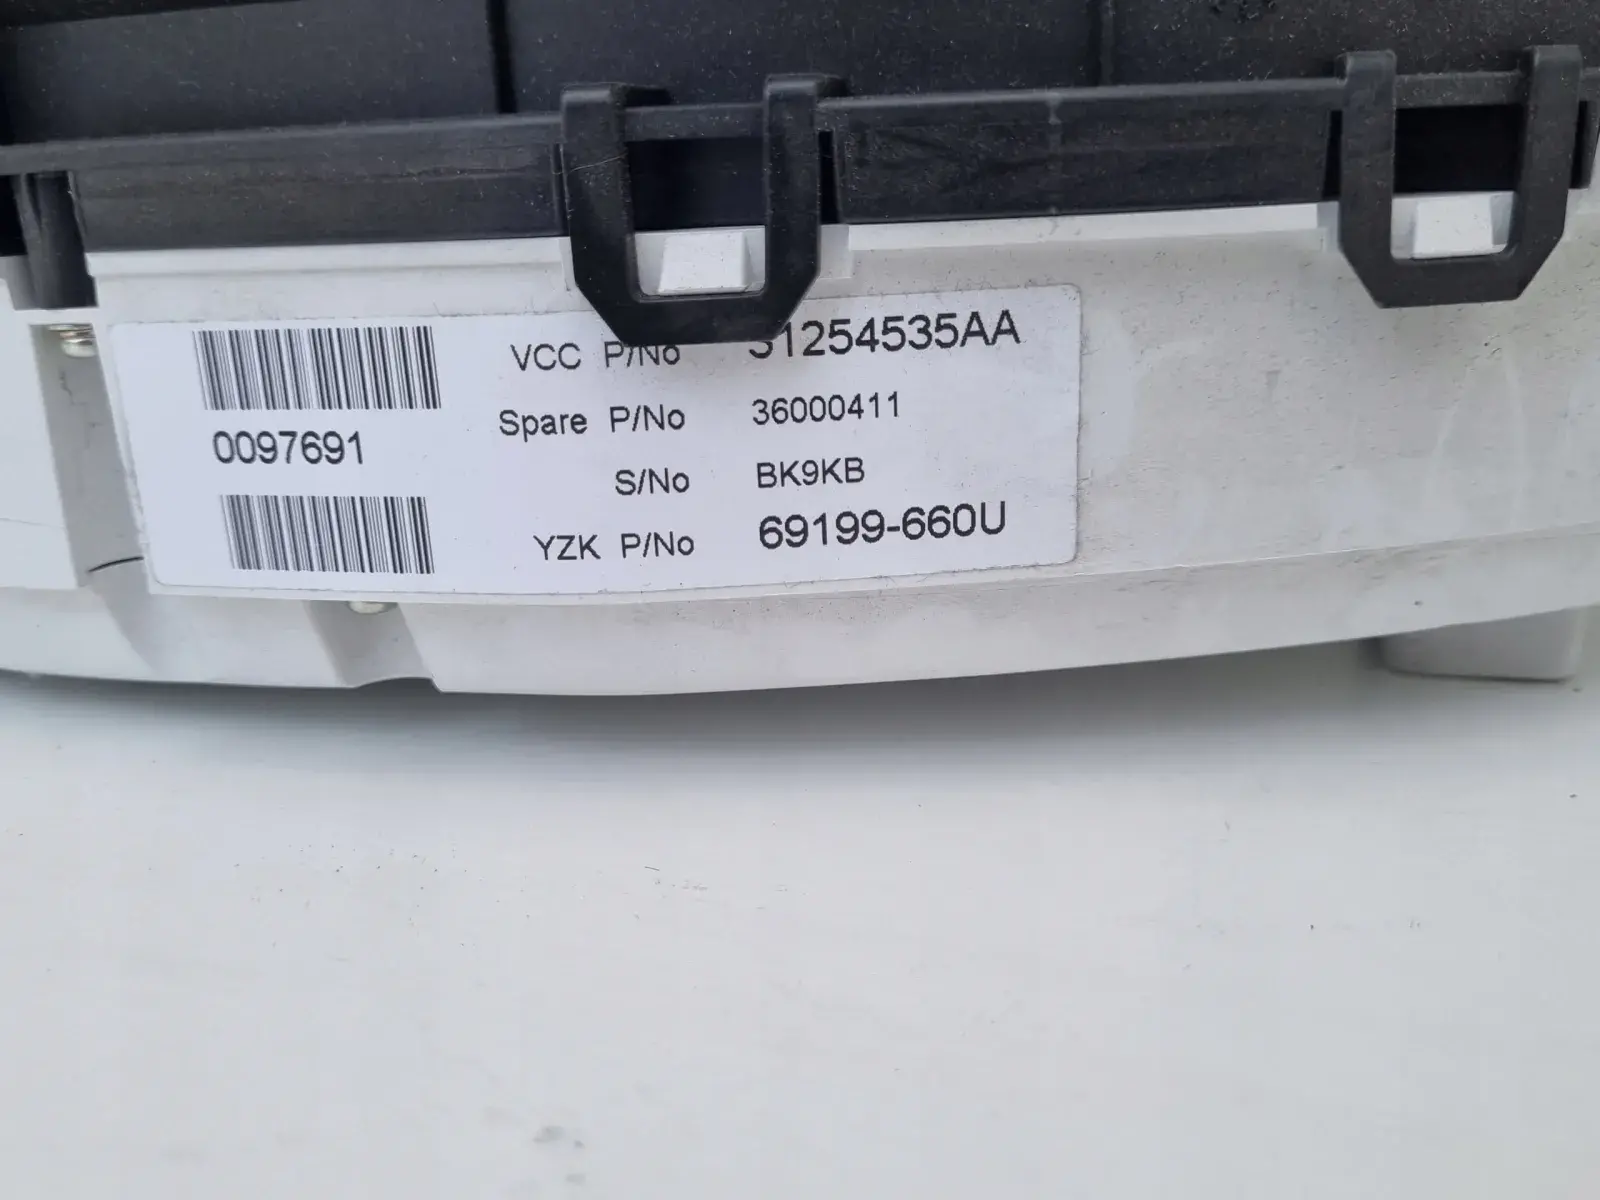 VCC P/No 31254535AA
0097691
Spare P/No 36000411
S/No BK9KB
YZK P/No 69199-660U